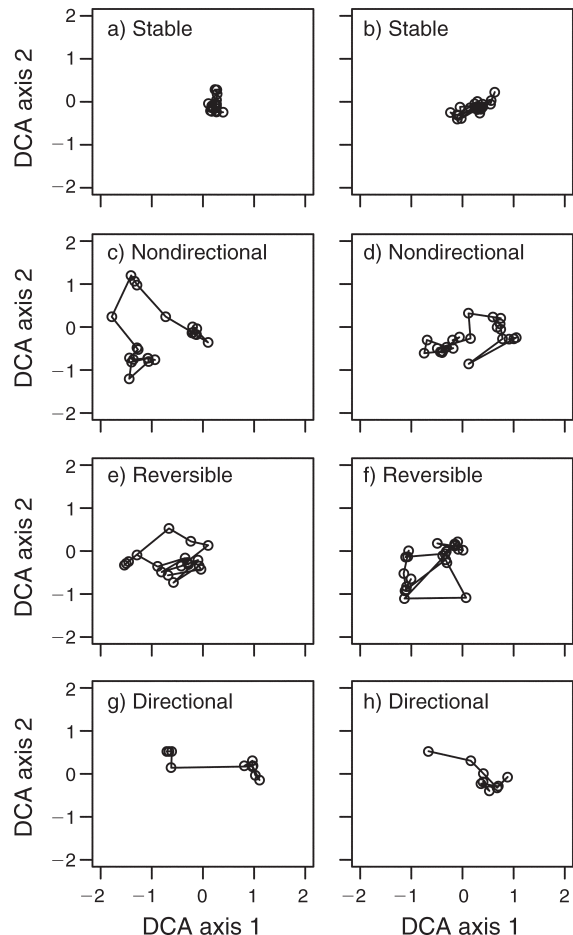 a) Stable
b) Stable
DCA axis 2
2
1
0
−1
−2
c) Nondirectional
d) Nondirectional
DCA axis 2
2
1
0
−1
−2
e) Reversible
f) Reversible
DCA axis 2
2
1
0
−1
−2
g) Directional
h) Directional
DCA axis 2
2
1
0
−1
−2
−2 −1 0 1 2 −2 −1 0 1 2
DCA axis 1 DCA axis 1